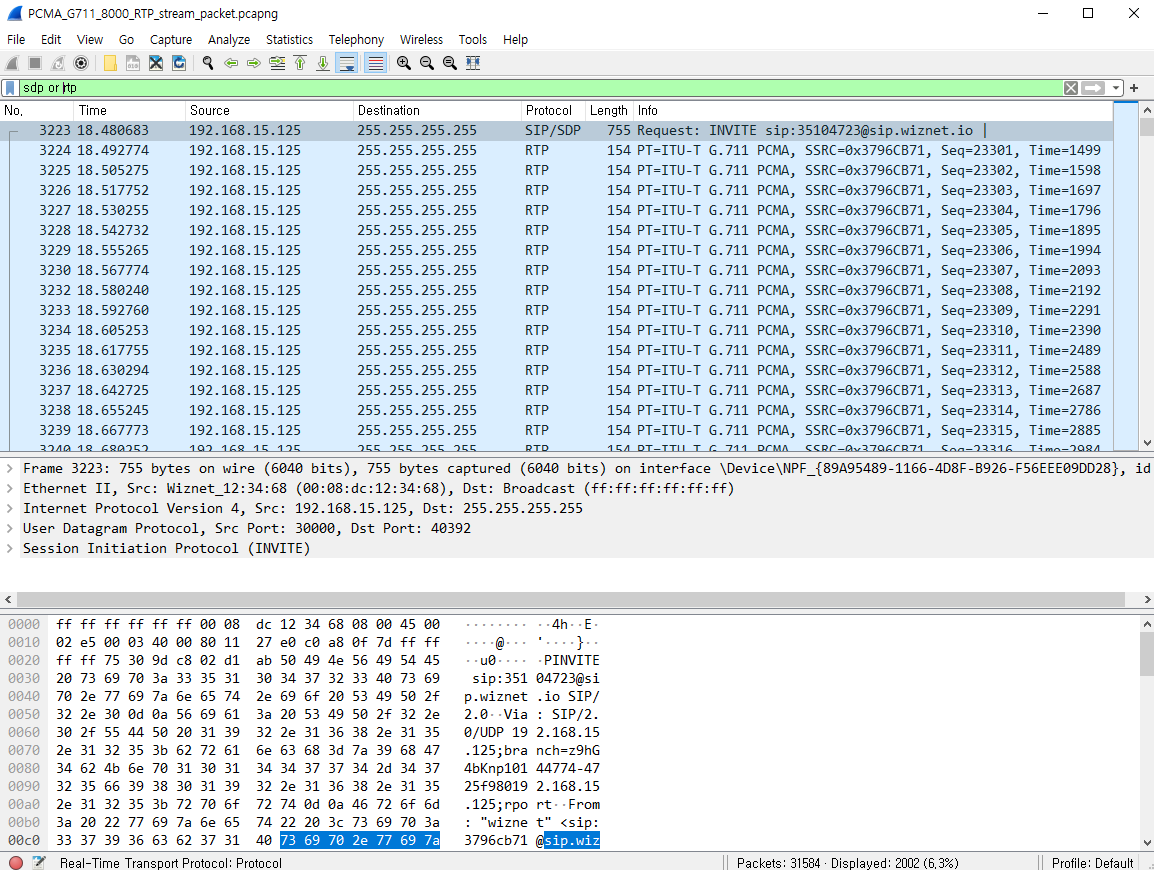 PCMA_G711_8000_RTP_stream_packet.pcapng
File Edit View Go Capture Analyze Statistics Telephony Wireless Tools Help
sdp or rtp
No. Time Source Destination Protocol Length Info
3223 18.480683 192.168.15.125 255.255.255.255 SIP/SDP 755 Request: INVITE sip:35104723@sip.wiznet.io |
3224 18.492774 192.168.15.125 255.255.255.255 RTP 154 PT=ITU-T G.711 PCMA, SSRC=0x3796CB71, Seq=23301, Time=1499
3225 18.505275 192.168.15.125 255.255.255.255 RTP 154 PT=ITU-T G.711 PCMA, SSRC=0x3796CB71, Seq=23302, Time=1598
3226 18.517752 192.168.15.125 255.255.255.255 RTP 154 PT=ITU-T G.711 PCMA, SSRC=0x3796CB71, Seq=23303, Time=1697
3227 18.530255 192.168.15.125 255.255.255.255 RTP 154 PT=ITU-T G.711 PCMA, SSRC=0x3796CB71, Seq=23304, Time=1796
3228 18.542732 192.168.15.125 255.255.255.255 RTP 154 PT=ITU-T G.711 PCMA, SSRC=0x3796CB71, Seq=23305, Time=1895
3229 18.555265 192.168.15.125 255.255.255.255 RTP 154 PT=ITU-T G.711 PCMA, SSRC=0x3796CB71, Seq=23306, Time=1994
3230 18.567774 192.168.15.125 255.255.255.255 RTP 154 PT=ITU-T G.711 PCMA, SSRC=0x3796CB71, Seq=23307, Time=2093
3232 18.580240 192.168.15.125 255.255.255.255 RTP 154 PT=ITU-T G.711 PCMA, SSRC=0x3796CB71, Seq=23308, Time=2192
3233 18.592760 192.168.15.125 255.255.255.255 RTP 154 PT=ITU-T G.711 PCMA, SSRC=0x3796CB71, Seq=23309, Time=2291
3234 18.605253 192.168.15.125 255.255.255.255 RTP 154 PT=ITU-T G.711 PCMA, SSRC=0x3796CB71, Seq=23310, Time=2390
3235 18.617755 192.168.15.125 255.255.255.255 RTP 154 PT=ITU-T G.711 PCMA, SSRC=0x3796CB71, Seq=23311, Time=2489
3236 18.630294 192.168.15.125 255.255.255.255 RTP 154 PT=ITU-T G.711 PCMA, SSRC=0x3796CB71, Seq=23312, Time=2588
3237 18.642725 192.168.15.125 255.255.255.255 RTP 154 PT=ITU-T G.711 PCMA, SSRC=0x3796CB71, Seq=23313, Time=2687
3238 18.655245 192.168.15.125 255.255.255.255 RTP 154 PT=ITU-T G.711 PCMA, SSRC=0x3796CB71, Seq=23314, Time=2786
3239 18.667773 192.168.15.125 255.255.255.255 RTP 154 PT=ITU-T G.711 PCMA, SSRC=0x3796CB71, Seq=23315, Time=2885
3240 18.680252 192.168.15.125 255.255.255.255 RTP 154 PT=ITU-T G.711 PCMA, SSRC=0x3796CB71, Seq=23316, Time=2984
Frame 3223: 755 bytes on wire (6040 bits), 755 bytes captured (6040 bits) on interface \Device\NPF_{89A95489-1166-4D8F-B926-F56EEE09DD28}, id
Ethernet II, Src: Wiznet_12:34:68 (00:08:dc:12:34:68), Dst: Broadcast (ff:ff:ff:ff:ff:ff)
Internet Protocol Version 4, Src: 192.168.15.125, Dst: 255.255.255.255
User Datagram Protocol, Src Port: 30000, Dst Port: 40392
Session Initiation Protocol (INVITE)
0000 ff ff ff ff ff ff 00 08 dc 12 34 68 08 00 45 00 ········ ··4h··E·
0010 02 e5 00 03 40 00 80 11 27 e0 c0 a8 0f 7d ff ff ····@··· '····}··
0020 ff ff 75 30 9d c8 02 d1 ab 50 49 4e 56 49 54 45 ··u0···· ·PINVITE
0030 20 73 69 70 3a 33 35 31 30 34 37 32 33 40 73 69 sip:351 04723@si
0040 70 2e 77 69 7a 6e 65 74 2e 69 6f 20 53 49 50 2f p.wiznet .io SIP/
0050 32 2e 30 0d 0a 56 69 61 3a 20 53 49 50 2f 32 2e 2.0··Via : SIP/2.
0060 30 2f 55 44 50 20 31 39 32 2e 31 36 38 2e 31 35 0/UDP 19 2.168.15
0070 2e 31 32 35 3b 62 72 61 6e 63 68 3d 7a 39 68 47 .125;bra nch=z9hG
0080 34 62 4b 6e 70 31 30 31 34 34 37 37 34 2d 34 37 4bKnp101 44774-47
0090 32 35 66 39 38 30 31 39 32 2e 31 36 38 2e 31 35 25f98019 2.168.15
00a0 2e 31 32 35 3b 72 70 6f 72 74 0d 0a 46 72 6f 6d .125;rpo rt··From
00b0 3a 20 22 77 69 7a 6e 65 74 22 20 3c 73 69 70 3a : "wizne t" <sip:
00c0 33 37 39 36 63 62 37 31 40 73 69 70 2e 77 69 7a 3796cb71 @sip.wiz
Real-Time Transport Protocol: Protocol Packets: 31584 · Displayed: 2002 (6,3%) Profile: Default